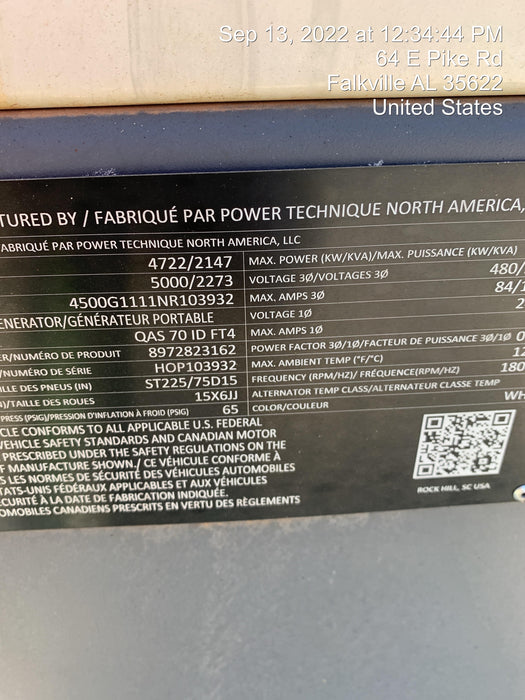 Sep 13, 2022 at 12:34:44 PM
64 E Pike Rd
Falkville AL 35622
United States
TURED BY / FABRIQUÉ PAR POWER TECHNIQUE NORTH AMERICA,
ABRIQUÉ PAR POWER TECHNIQUE NORTH AMERICA, LLC
4722/2147
5000/2273
4500G1111NR103932
ENERATOR/GÉNÉRATEUR PORTABLE
QAS 70 ID FT4
ER/NUMÉRO DE PRODUIT 8972823162
/NUMÉRO DE SÉRIE HOP103932
ILLE DES PNEUS (IN) ST225/75D15
)/TAILLE DES ROUES 15X6JJ
PRESS (PSIG)/PRESSION D'INFLATION À FROID (PSIG) 65
MAX. POWER (KW/KVA)/MAX. PUISSANCE (KW/KVA)
VOLTAGE 3Ø/VOLTAGES 3Ø 480/
MAX. AMPS 3Ø 84/1
VOLTAGE 1Ø 2
MAX. AMPS 1Ø
POWER FACTOR 3Ø/1Ø/FACTEUR DE PUISSANCE 3Ø/1Ø 0
MAX. AMBIENT TEMP (°F/°C) 12
FREQUENCY (RPM/HZ)/ FRÉQUENCE(RPM/HZ) 180
ALTERNATOR TEMP CLASS/ALTERNATEUR CLASSE TEMP
COLOR/COULEUR WH
CLE CONFORMS TO ALL APPLICABLE U.S. FEDERAL
VEHICLE SAFETY STANDARDS AND CANADIAN MOTOR
PRESCRIBED UNDER THE SAFETY REGULATIONS ON THE
F MANUFACTURE SHOWN./ CE VÉHICULE CONFORME À
S LES NORMES DE SÉCURITÉ DES VÉHICULES AUTOMOBILES
TATS-UNIS FÉDÉRAUX APPLICABLES ET AUX VÉHICULES
CURITÉ À LA DATE DE FABRICATION INDIQUÉE.
OMOBILES CANADIENS PRESCRITS EN VERTU DES RÈGLEMENTS
ROCK HILL, SC USA